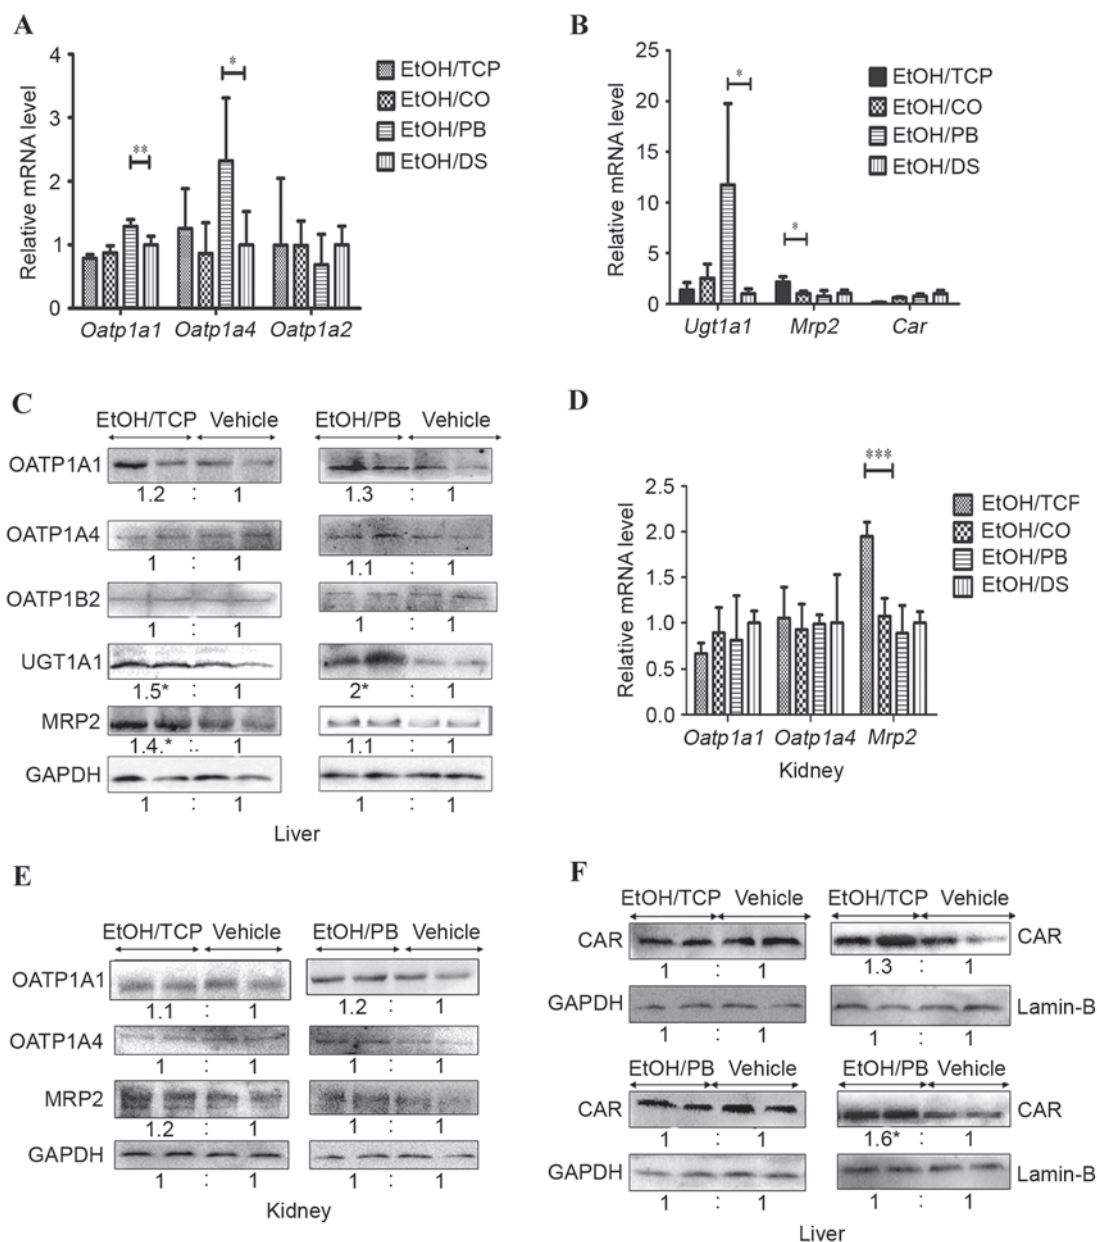 A
4
3
2
1
0
Relative mRNA level
**
*
EtOH/TCP
EtOH/CO
EtOH/PB
EtOH/DS
Oatp1a1 Oatp1a4 Oatp1a2
B
25
20
15
10
5
0
Relative mRNA level
*
*
EtOH/TCP
EtOH/CO
EtOH/PB
EtOH/DS
Ugt1a1 Mrp2 Car
C
EtOH/TCP Vehicle EtOH/PB Vehicle
OATP1A1
1.2 : 1 1.3 : 1
OATP1A4
1 : 1 1.1 : 1
OATP1B2
1 : 1 1 : 1
UGT1A1
1.5* : 1 2* : 1
MRP2
1.4.* :. 1 1.1 : 1
GAPDH
1 : 1 1 : 1
Liver
D
2.5
2.0
1.5
1.0
0.5
0.0
Relative mRNA level
***
EtOH/TCF
EtOH/CO
EtOH/PB
EtOH/DS
Oatp1a1 Oatp1a4 Mrp2
Kidney
E
EtOH/TCP Vehicle EtOH/PB Vehicle
OATP1A1
1.1 : 1 1.2 : 1
OATP1A4
1 : 1 1 : 1
MRP2
1.2 : 1 1 : 1
GAPDH
1 : 1 1 : 1
Kidney
F
EtOH/TCP Vehicle EtOH/TCP Vehicle
CAR CAR
1 : 1 1.3 : 1
GAPDH Lamin-B
1 : 1 1 : 1
EtOH/PB Vehicle EtOH/PB Vehicle
CAR CAR
1 : 1 1.6* : 1
GAPDH Lamin-B
1 : 1 1 : 1
Liver